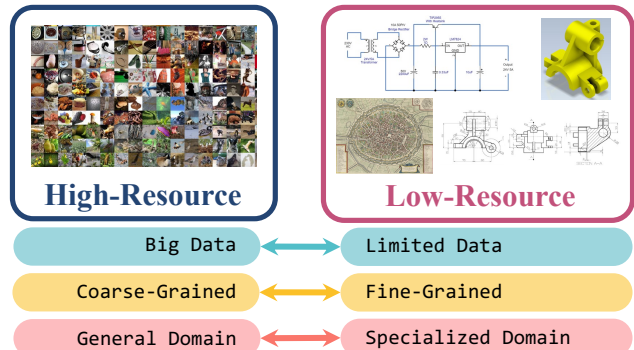 High-Resource
Low-Resource
Big Data
Limited Data
Coarse-Grained
Fine-Grained
General Domain
Specialized Domain